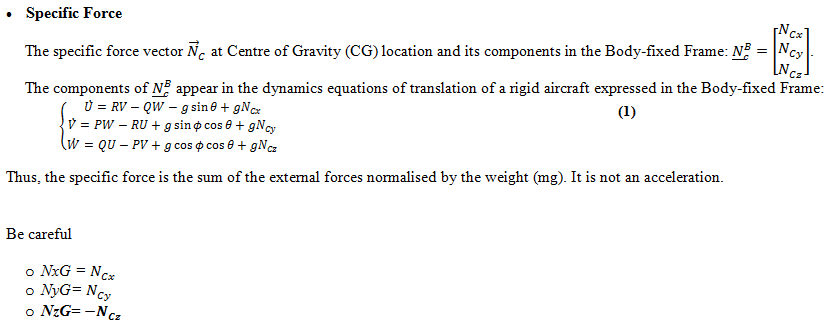 • Specific Force
The specific force vector N⃗c at Centre of Gravity (CG) location and its components in the Body-fixed Frame: N_c^B = [N_Cx N_Cy N_Cz].
The components of N_c^B appear in the dynamics equations of translation of a rigid aircraft expressed in the Body-fixed Frame:
U̇ = RV − QW − g sin θ + gN_Cx
V̇ = PW − RU + g sin ϕ cos θ + gN_Cy (1)
Ẇ = QU − PV + g cos ϕ cos θ + gN_Cz
Thus, the specific force is the sum of the external forces normalised by the weight (mg). It is not an acceleration.
Be careful
o NxG = N_Cx
o NyG= N_Cy
o NzG= −N_Cz